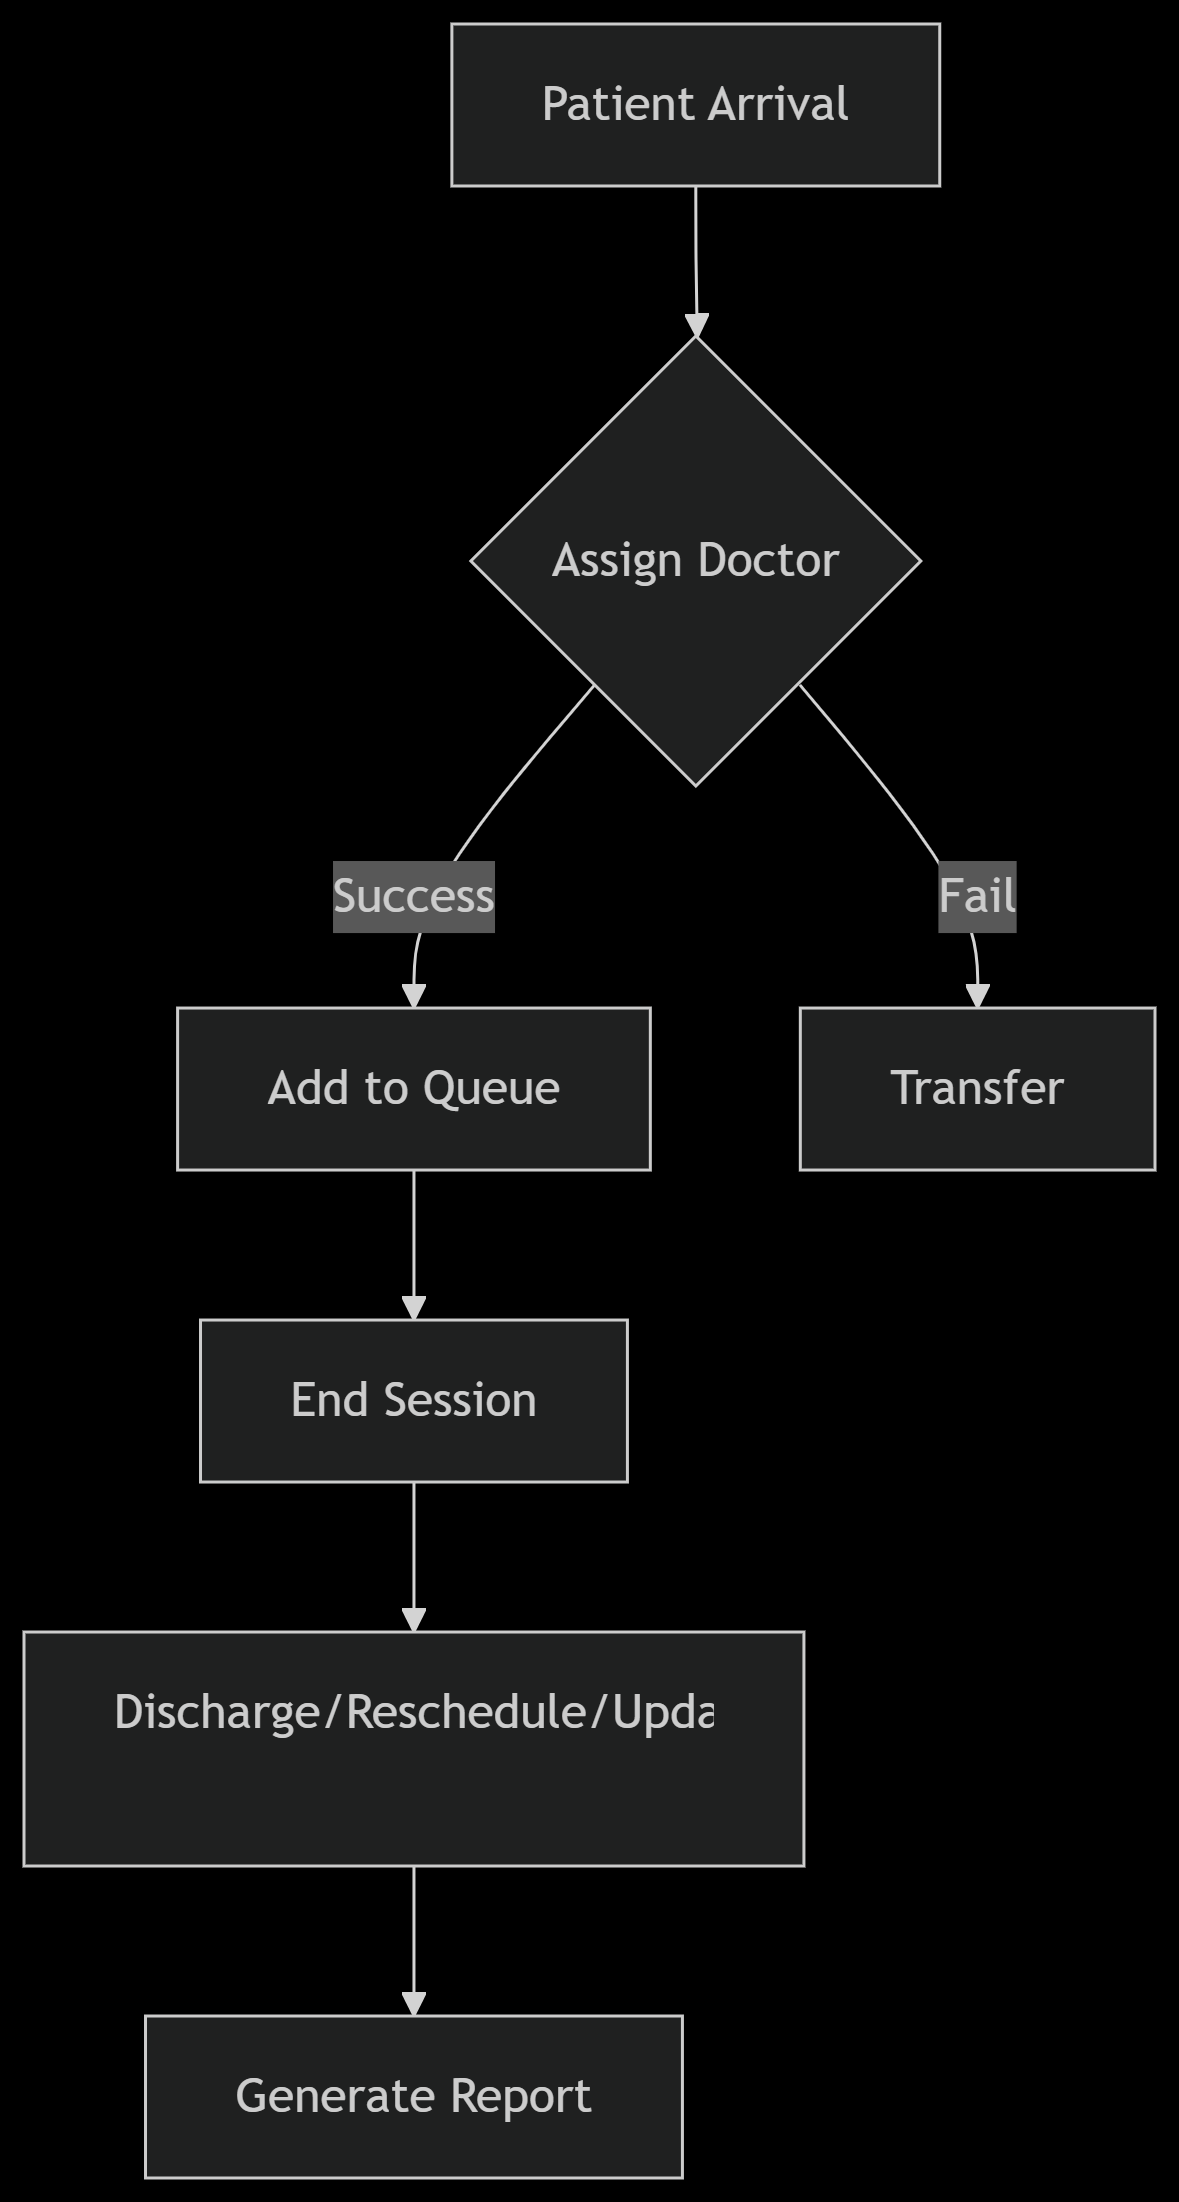 Patient Arrival
Assign Doctor
Success
Fail
Add to Queue
Transfer
End Session
Discharge/Reschedule/Upda
Generate Report